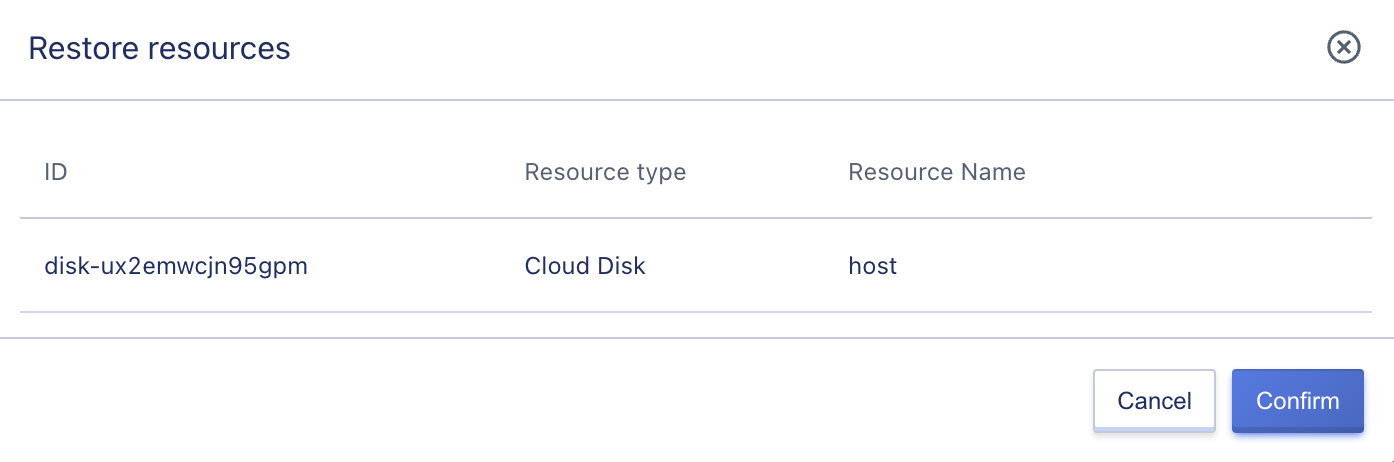 Restore resources
ID Resource type Resource Name
disk-ux2emwcjn95gpm Cloud Disk host
Cancel Confirm